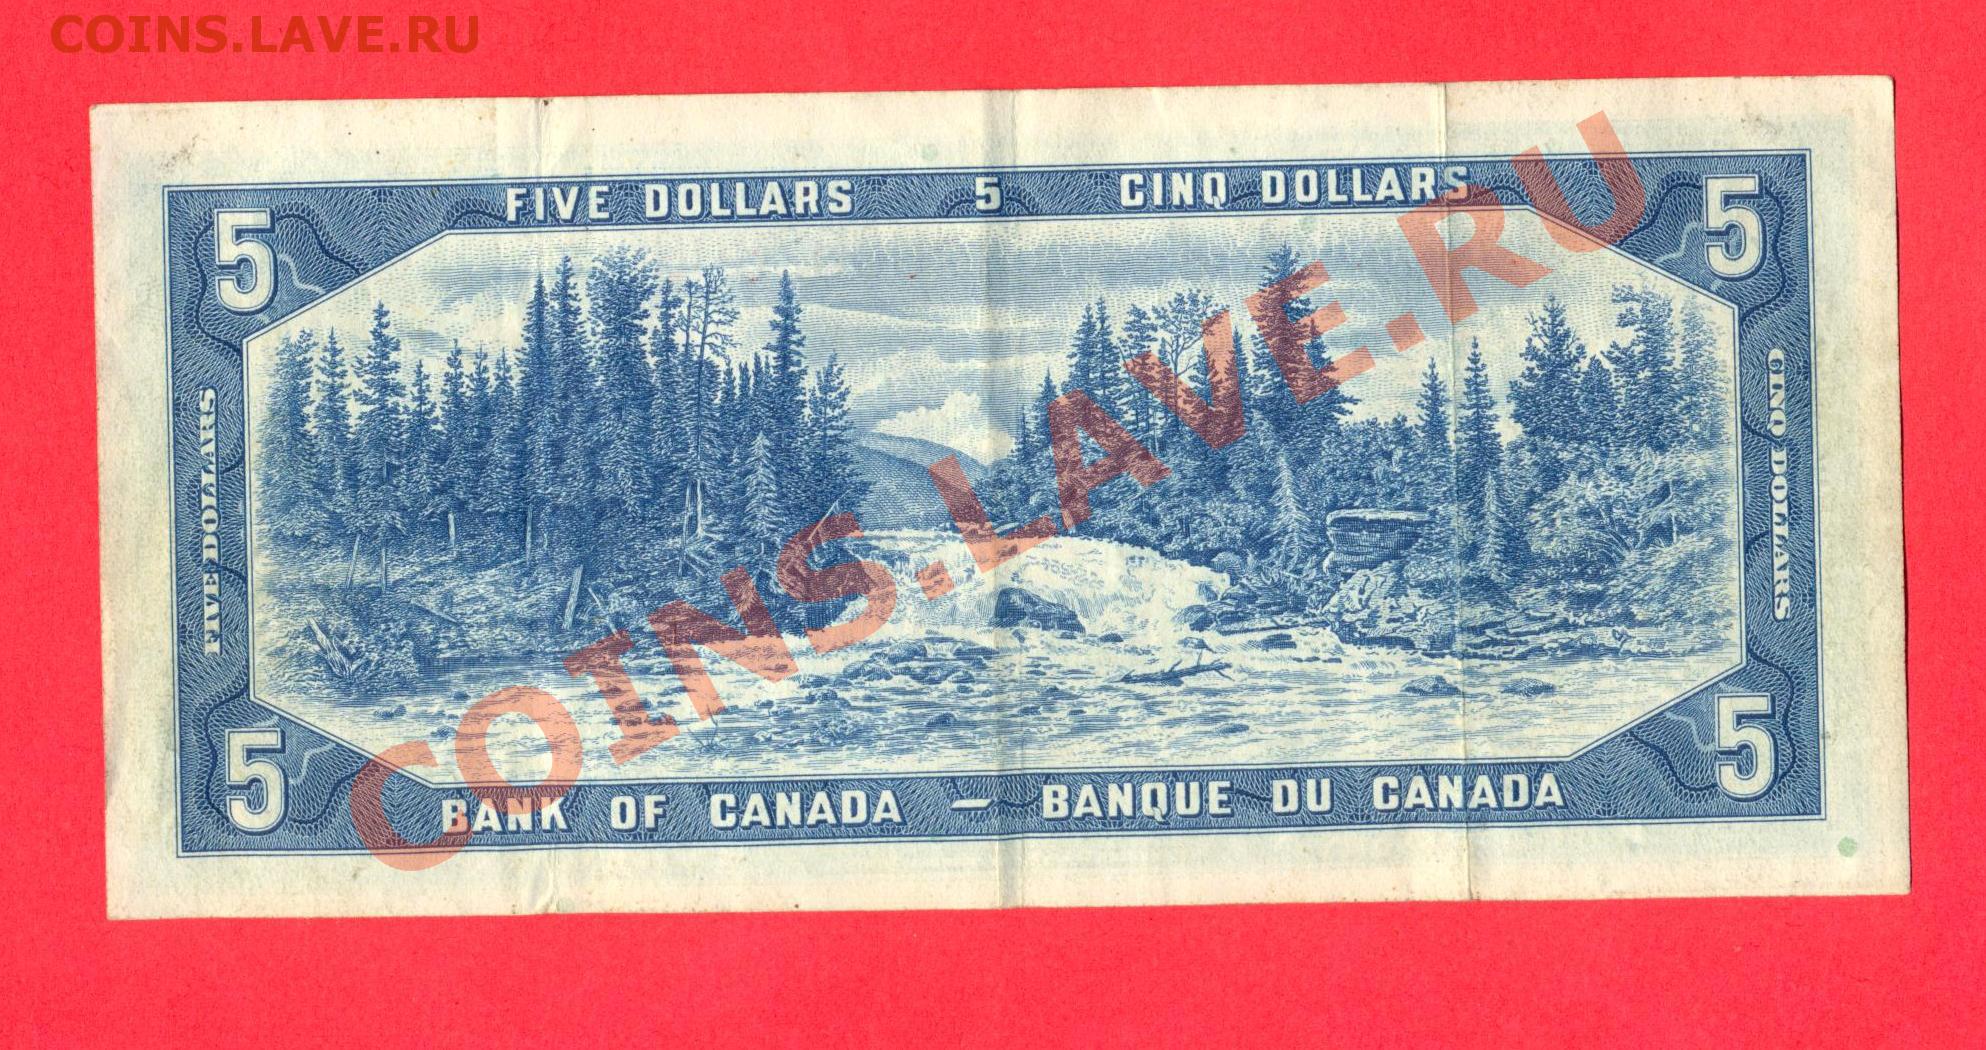 COINS.LAVE.RU
FIVE DOLLARS 5 CINQ DOLLARS
5 5
FIVE DOLLARS
CINQ DOLLARS
COINS.LAVE.RU
5 5
BANK OF CANADA — BANQUE DU CANADA